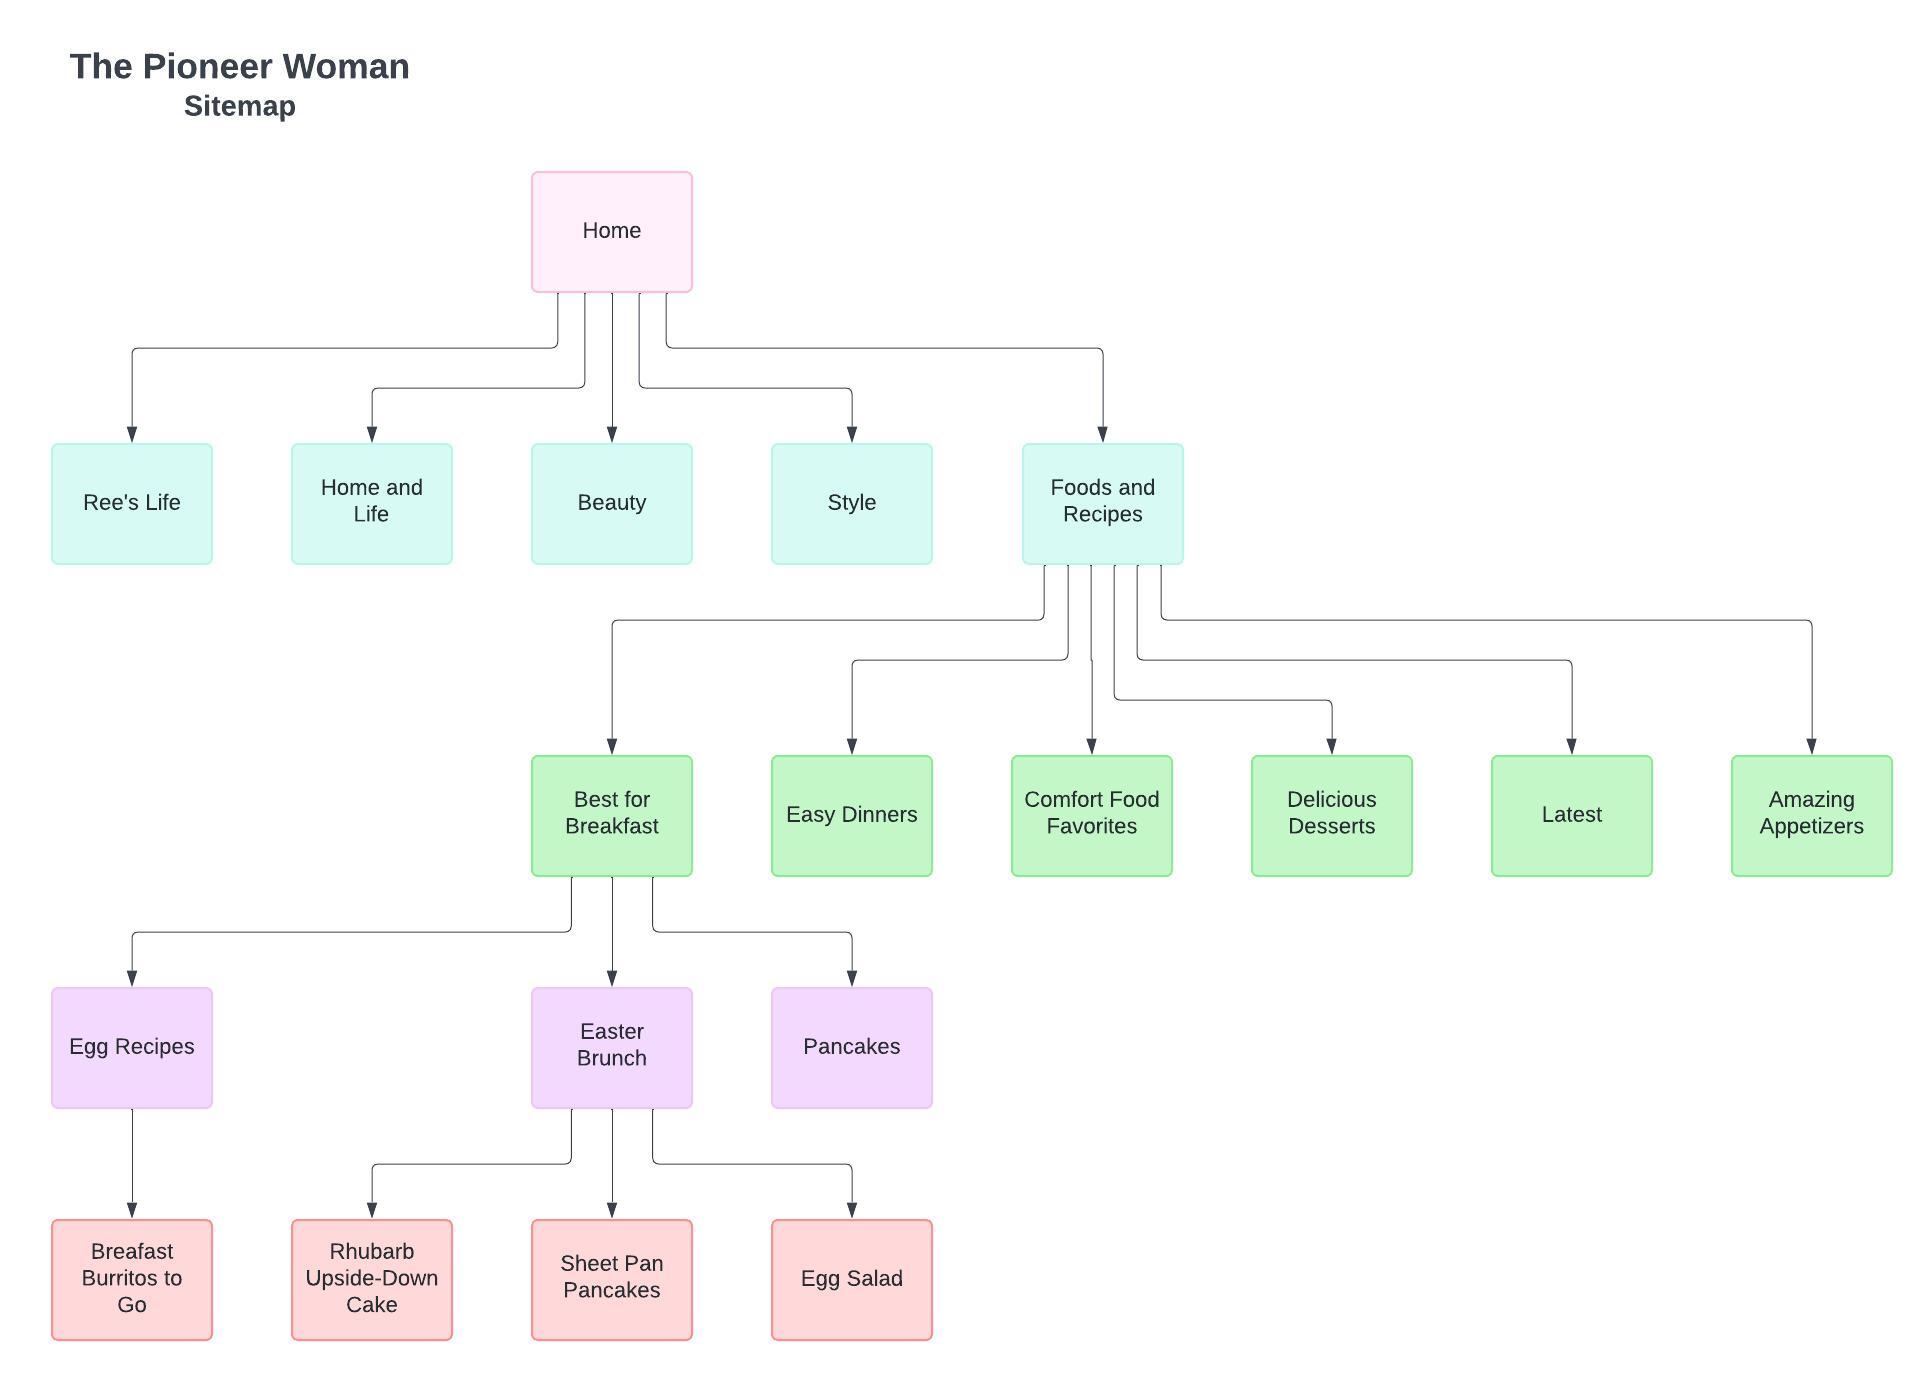 The Pioneer Woman
Sitemap
Home
Ree's Life
Home and
Life
Beauty
Style
Foods and
Recipes
Best for
Breakfast
Easy Dinners
Comfort Food
Favorites
Delicious
Desserts
Latest
Amazing
Appetizers
Egg Recipes
Easter
Brunch
Pancakes
Breafast
Burritos to
Go
Rhubarb
Upside-Down
Cake
Sheet Pan
Pancakes
Egg Salad